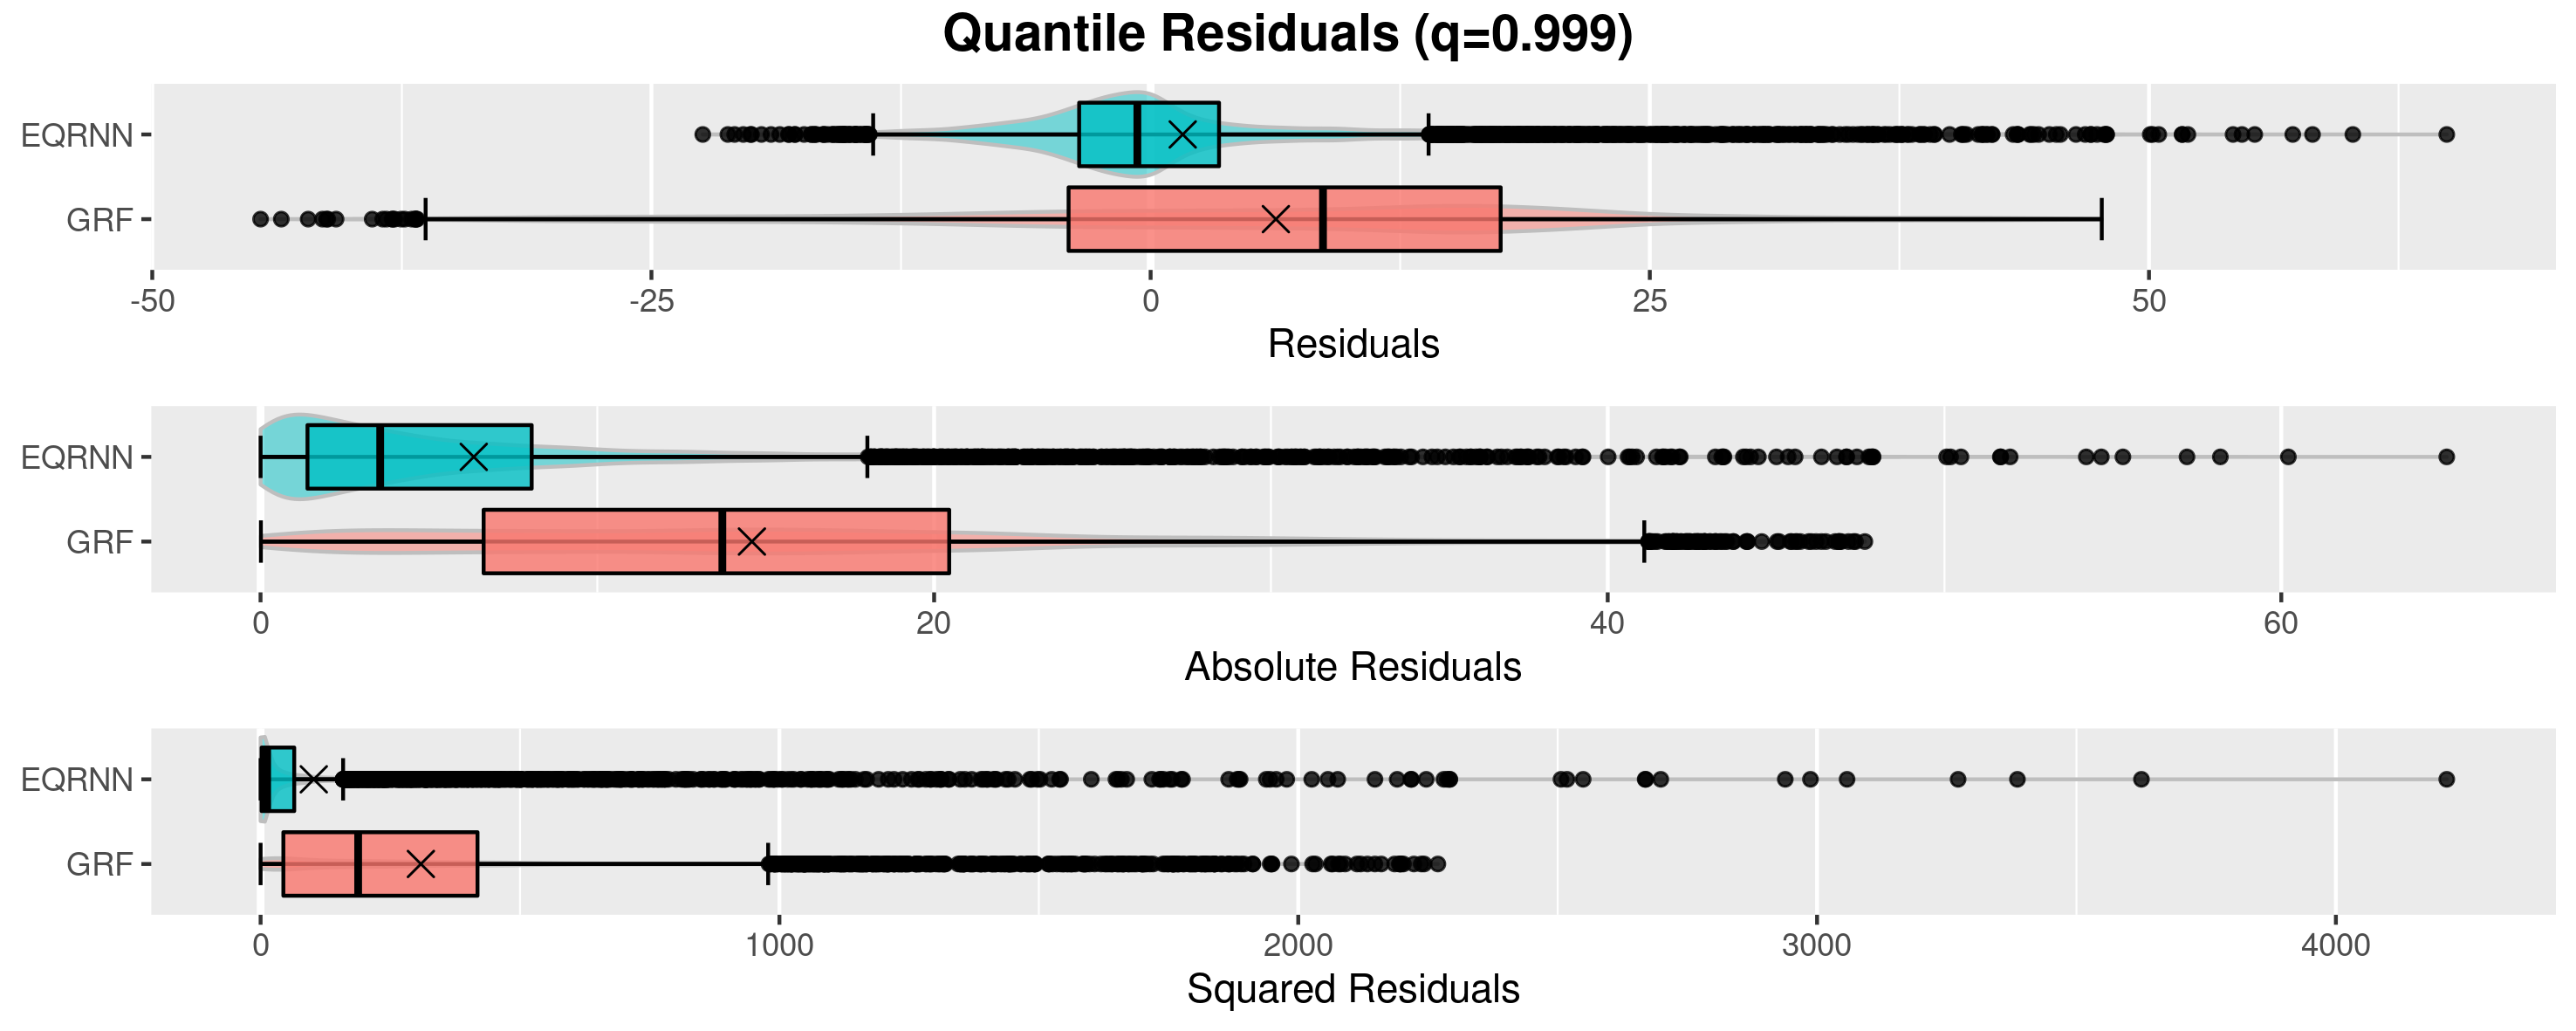 Quantile Residuals (q=0.999)
EQRNN
GRF
-50 -25 0 25 50
Residuals
EQRNN
GRF
0 20 40 60
Absolute Residuals
EQRNN
GRF
0 1000 2000 3000 4000
Squared Residuals